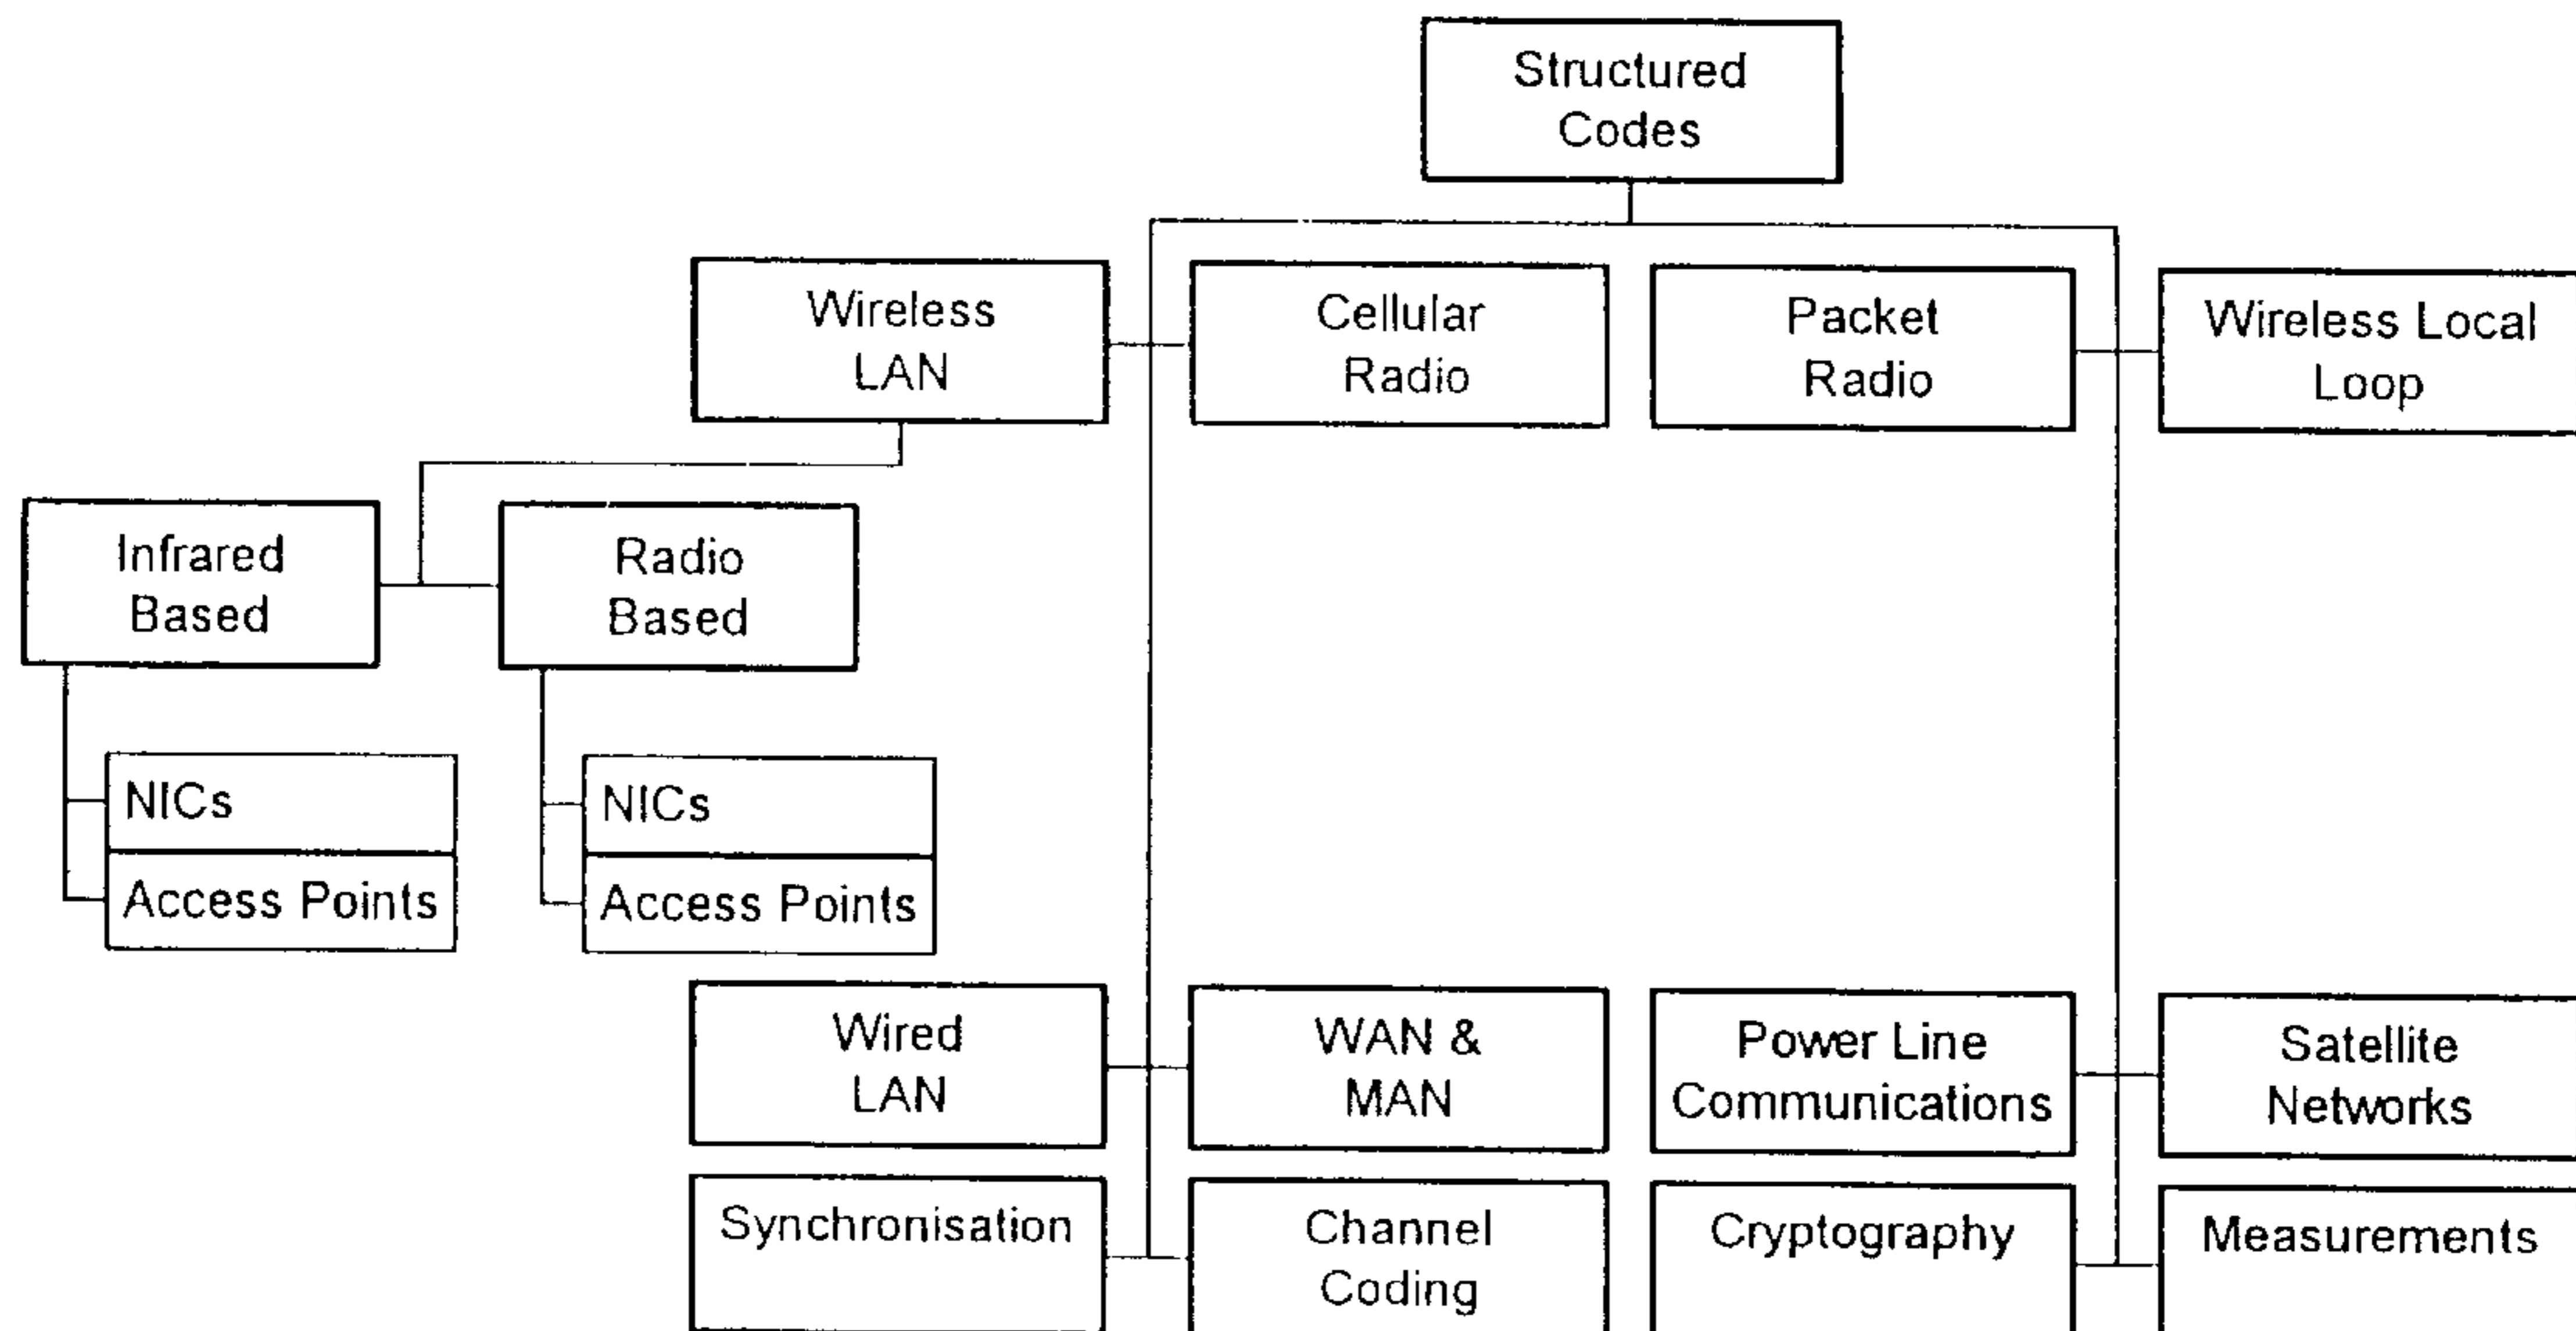 Structured
Codes
Wireless
LAN
Cellular
Radio
Packet
Radio
Wireless Local
Loop
Infrared
Based
Radio
Based
NICs
Access Points
NICs
Access Points
Wired
LAN
WAN &
MAN
Power Line
Communications
Satellite
Networks
Synchronisation
Channel
Coding
Cryptography
Measurements